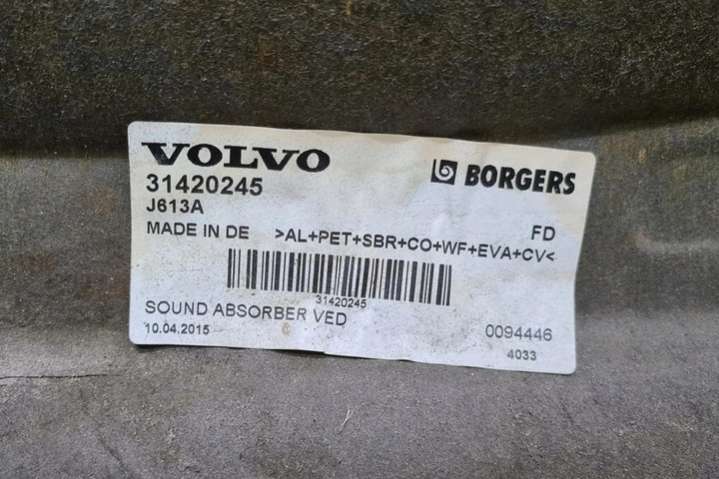 VOLVO
BORGERS
31420245
J613A
FD
MADE IN DE >AL+PET+SBR+CO+WF+EVA+CV<
31420245
SOUND ABSORBER VED
0094446
10.04.2015
4033